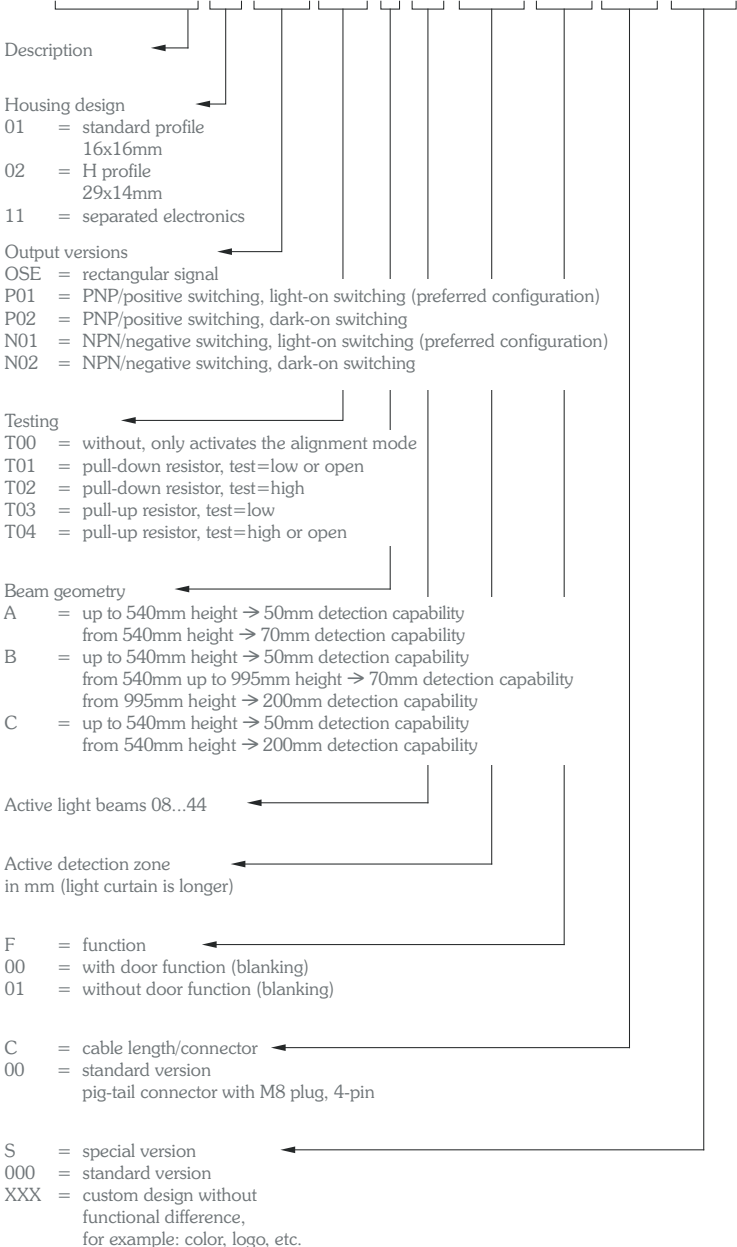 Description
Housing design
01 = standard profile
16x16mm
02 = H profile
29x14mm
11 = separated electronics
Output versions
OSE = rectangular signal
P01 = PNP/positive switching, light-on switching (preferred configuration)
P02 = PNP/positive switching, dark-on switching
N01 = NPN/negative switching, light-on switching (preferred configuration)
N02 = NPN/negative switching, dark-on switching
Testing
T00 = without, only activates the alignment mode
T01 = pull-down resistor, test=low or open
T02 = pull-down resistor, test=high
T03 = pull-up resistor, test=low
T04 = pull-up resistor, test=high or open
Beam geometry
A = up to 540mm height → 50mm detection capability
from 540mm height → 70mm detection capability
B = up to 540mm height → 50mm detection capability
from 540mm up to 995mm height → 70mm detection capability
from 995mm height → 200mm detection capability
C = up to 540mm height → 50mm detection capability
from 540mm height → 200mm detection capability
Active light beams 08...44
Active detection zone
in mm (light curtain is longer)
F = function
00 = with door function (blanking)
01 = without door function (blanking)
C = cable length/connector
00 = standard version
pig-tail connector with M8 plug, 4-pin
S = special version
000 = standard version
XXX = custom design without
functional difference,
for example: color, logo, etc.